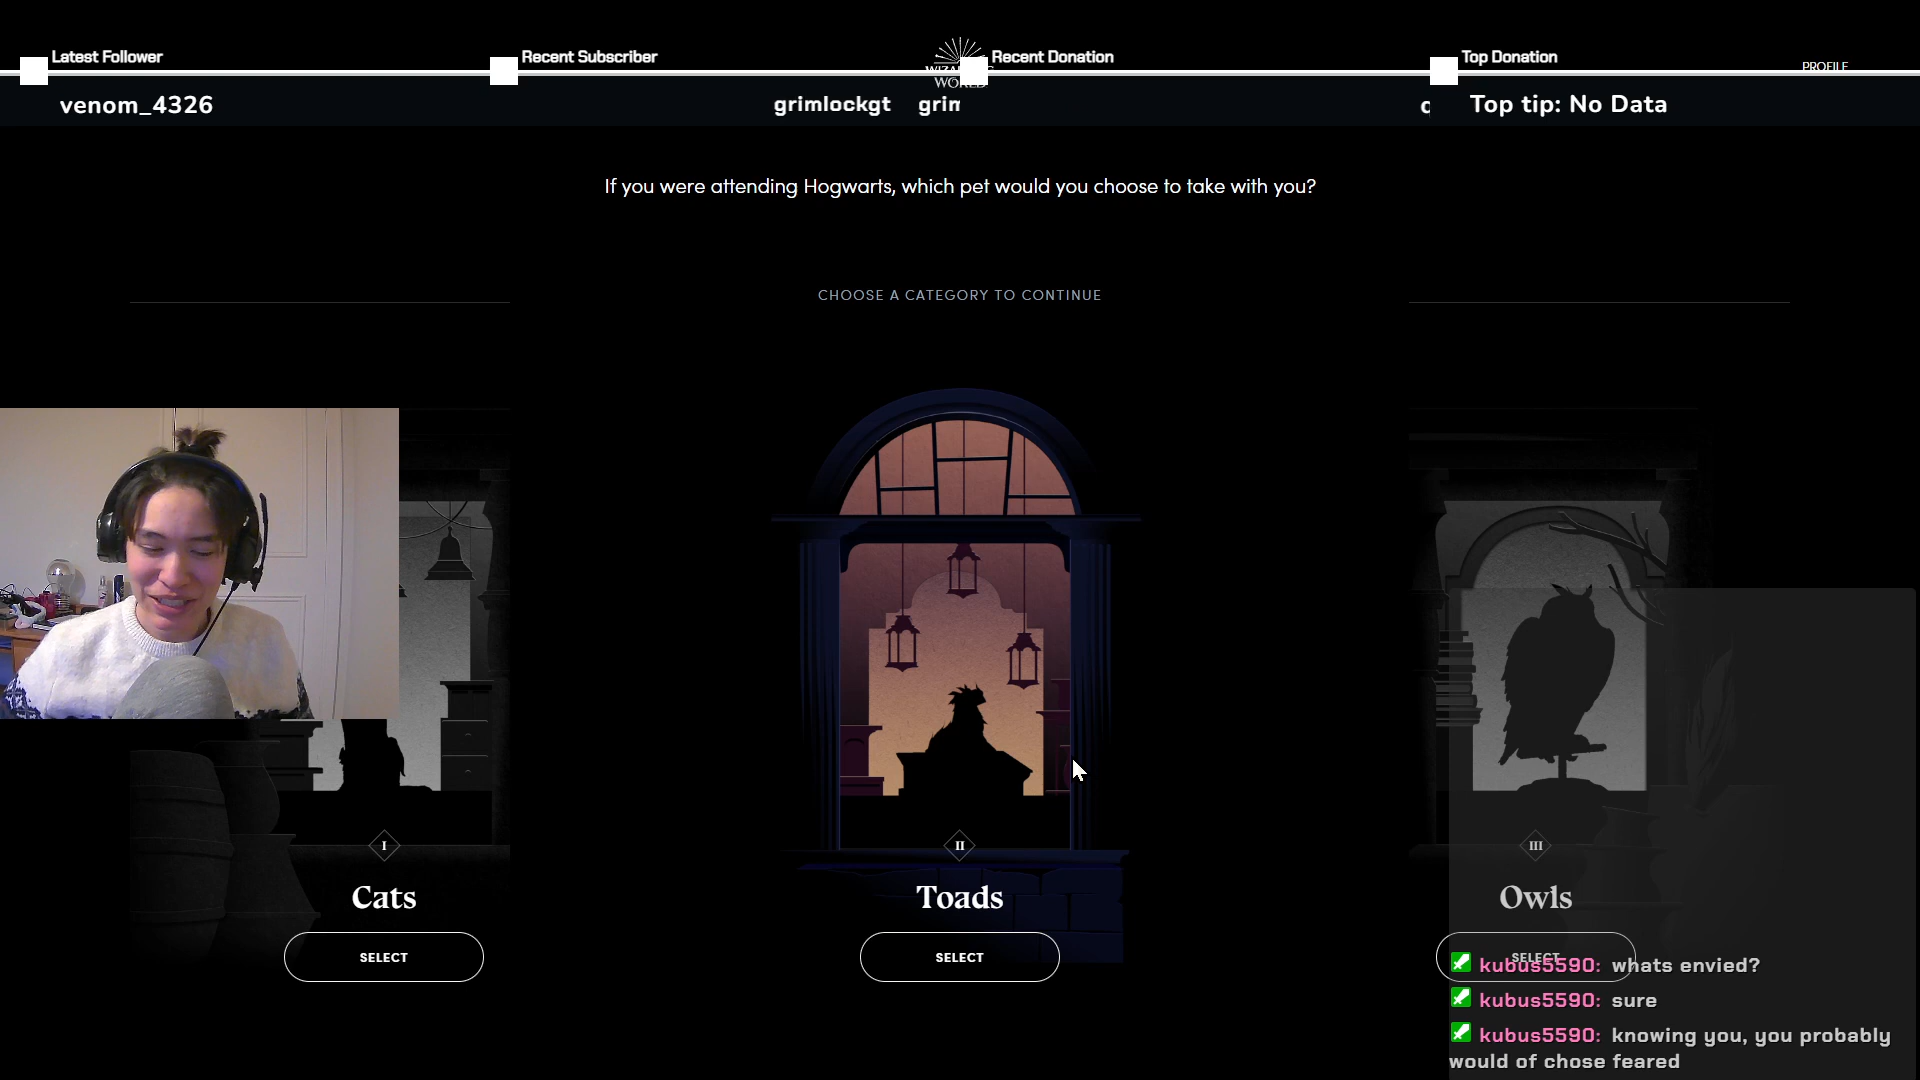 Latest Follower
Recent Subscriber
Recent Donation
Top Donation
PROFILE
WORLD
venom_4326
grimlockgt
Top tip: No Data
If you were attending Hogwarts, which pet would you choose to take with you?
CHOOSE A CATEGORY TO CONTINUE
I
II
III
Cats
Toads
Owls
SELECT
SELECT
SELECT
kubus5590: whats envied?
kubus5590: sure
kubus5590: knowing you, you probably
would of chose feared